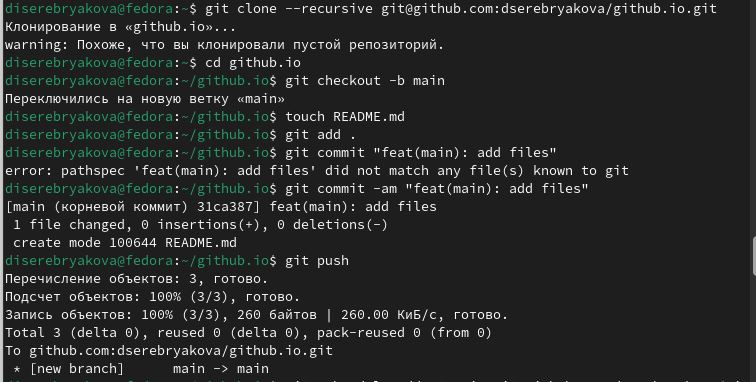 diserebryakova@fedora:~$ git clone --recursive git@github.com:dserebryakova/github.io.git
Клонирование в «github.io»...
warning: Похоже, что вы клонировали пустой репозиторий.
diserebryakova@fedora:~$ cd github.io
diserebryakova@fedora:~/github.io$ git checkout -b main
Переключились на новую ветку «main»
diserebryakova@fedora:~/github.io$ touch README.md
diserebryakova@fedora:~/github.io$ git add .
diserebryakova@fedora:~/github.io$ git commit "feat(main): add files"
error: pathspec 'feat(main): add files' did not match any file(s) known to git
diserebryakova@fedora:~/github.io$ git commit -am "feat(main): add files"
[main (корневой коммит) 31ca387] feat(main): add files
 1 file changed, 0 insertions(+), 0 deletions(-)
 create mode 100644 README.md
diserebryakova@fedora:~/github.io$ git push
Перечисление объектов: 3, готово.
Подсчет объектов: 100% (3/3), готово.
Запись объектов: 100% (3/3), 260 байтов | 260.00 КиБ/с, готово.
Total 3 (delta 0), reused 0 (delta 0), pack-reused 0 (from 0)
To github.com:dserebryakova/github.io.git
 * [new branch]      main -> main